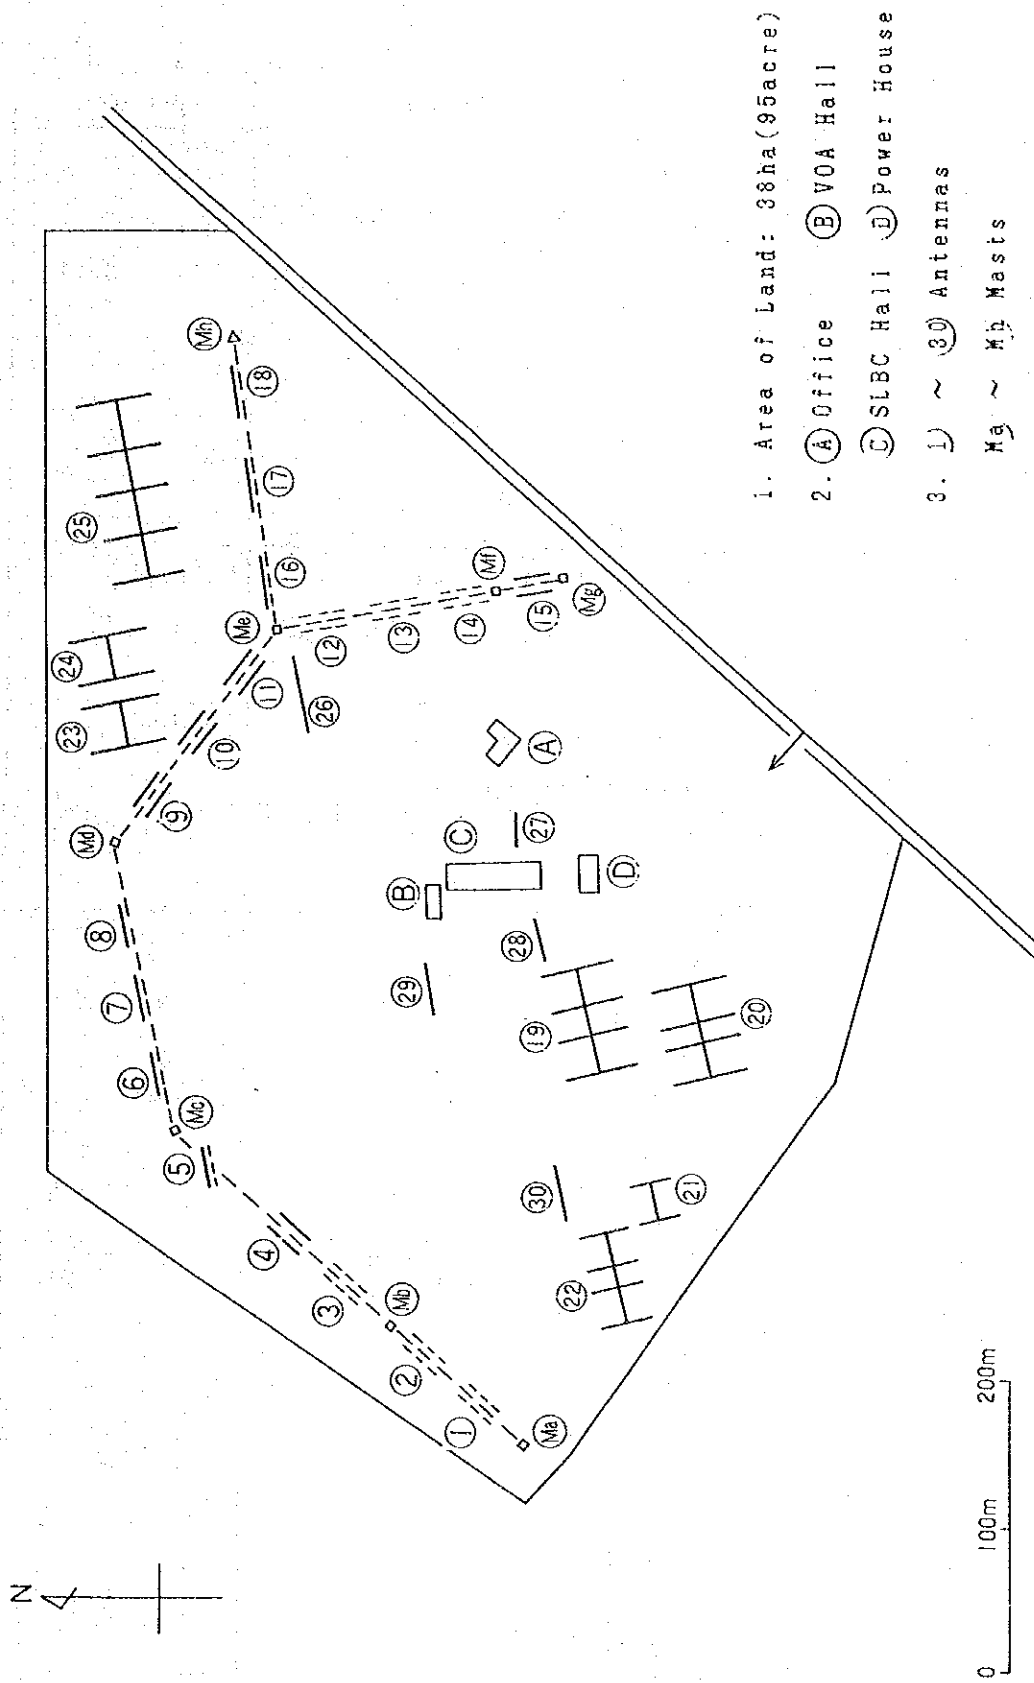 N
1. Area of Land: 38ha(95acre)
2. Ⓐ Office Ⓑ VOA Hall
Ⓒ SLBC Hall Ⓓ Power House
3. ① ~ ㉚ Antennas
Ma ~ Mh Masts
Ma
Mb
Mc
Md
Me
Mf
Mg
Mh
1
2
3
4
5
6
7
8
9
10
11
12
13
14
15
16
17
18
19
20
21
22
23
24
25
26
27
28
29
30
A
B
C
D
0 100m 200m